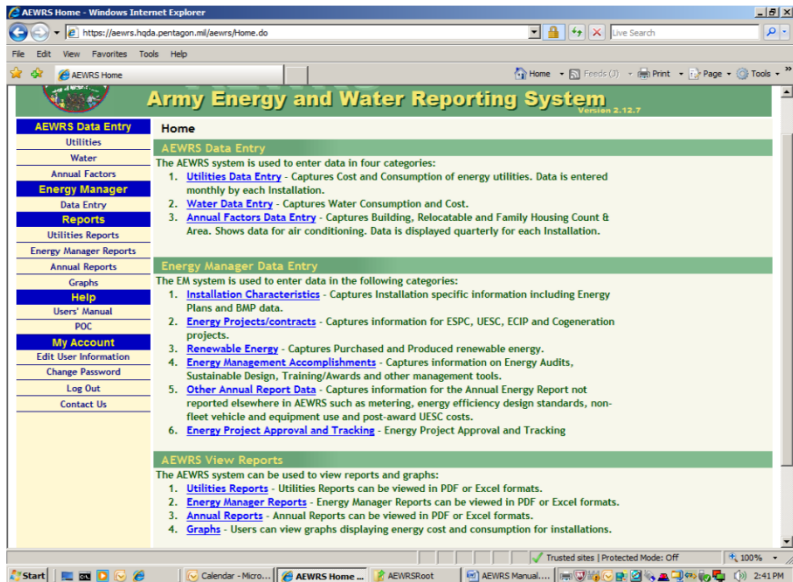 AEWRS Home - Windows Internet Explorer
https://aewrs.hqda.pentagon.mil/aewrs/Home.do
Live Search
File Edit View Favorites Tools Help
AEWRS Home
Home Feeds (J) Print Page Tools
Army Energy and Water Reporting System
Version 2.12.7
AEWRS Data Entry
Utilities
Water
Annual Factors
Energy Manager
Data Entry
Reports
Utilities Reports
Energy Manager Reports
Annual Reports
Graphs
Help
Users' Manual
POC
My Account
Edit User Information
Change Password
Log Out
Contact Us
Home
AEWRS Data Entry
The AEWRS system is used to enter data in four categories:
1. Utilities Data Entry - Captures Cost and Consumption of energy utilities. Data is entered
monthly by each Installation.
2. Water Data Entry - Captures Water Consumption and Cost.
3. Annual Factors Data Entry - Captures Building, Relocatable and Family Housing Count &
Area. Shows data for air conditioning. Data is displayed quarterly for each Installation.
Energy Manager Data Entry
The EM system is used to enter data in the following categories:
1. Installation Characteristics - Captures Installation specific information including Energy
Plans and BMP data.
2. Energy Projects/contracts - Captures information for ESPC, UESC, ECIP and Cogeneration
projects.
3. Renewable Energy - Captures Purchased and Produced renewable energy.
4. Energy Management Accomplishments - Captures information on Energy Audits,
Sustainable Design, Training/Awards and other management tools.
5. Other Annual Report Data - Captures information for the Annual Energy Report not
reported elsewhere in AEWRS such as metering, energy efficiency design standards, non-
fleet vehicle and equipment use and post-award UESC costs.
6. Energy Project Approval and Tracking - Energy Project Approval and Tracking
AEWRS View Reports
The AEWRS system can be used to view reports and graphs:
1. Utilities Reports - Utilities Reports can be viewed in PDF or Excel formats.
2. Energy Manager Reports - Energy Manager Reports can be viewed in PDF or Excel formats.
3. Annual Reports - Annual Reports can be viewed in PDF or Excel formats.
4. Graphs - Users can view graphs displaying energy cost and consumption for installations.
Trusted sites | Protected Mode: Off 100%
Start Calendar - Micro... AEWRS Home ... AEWRSRoot AEWRS Manual.... 2:41 PM